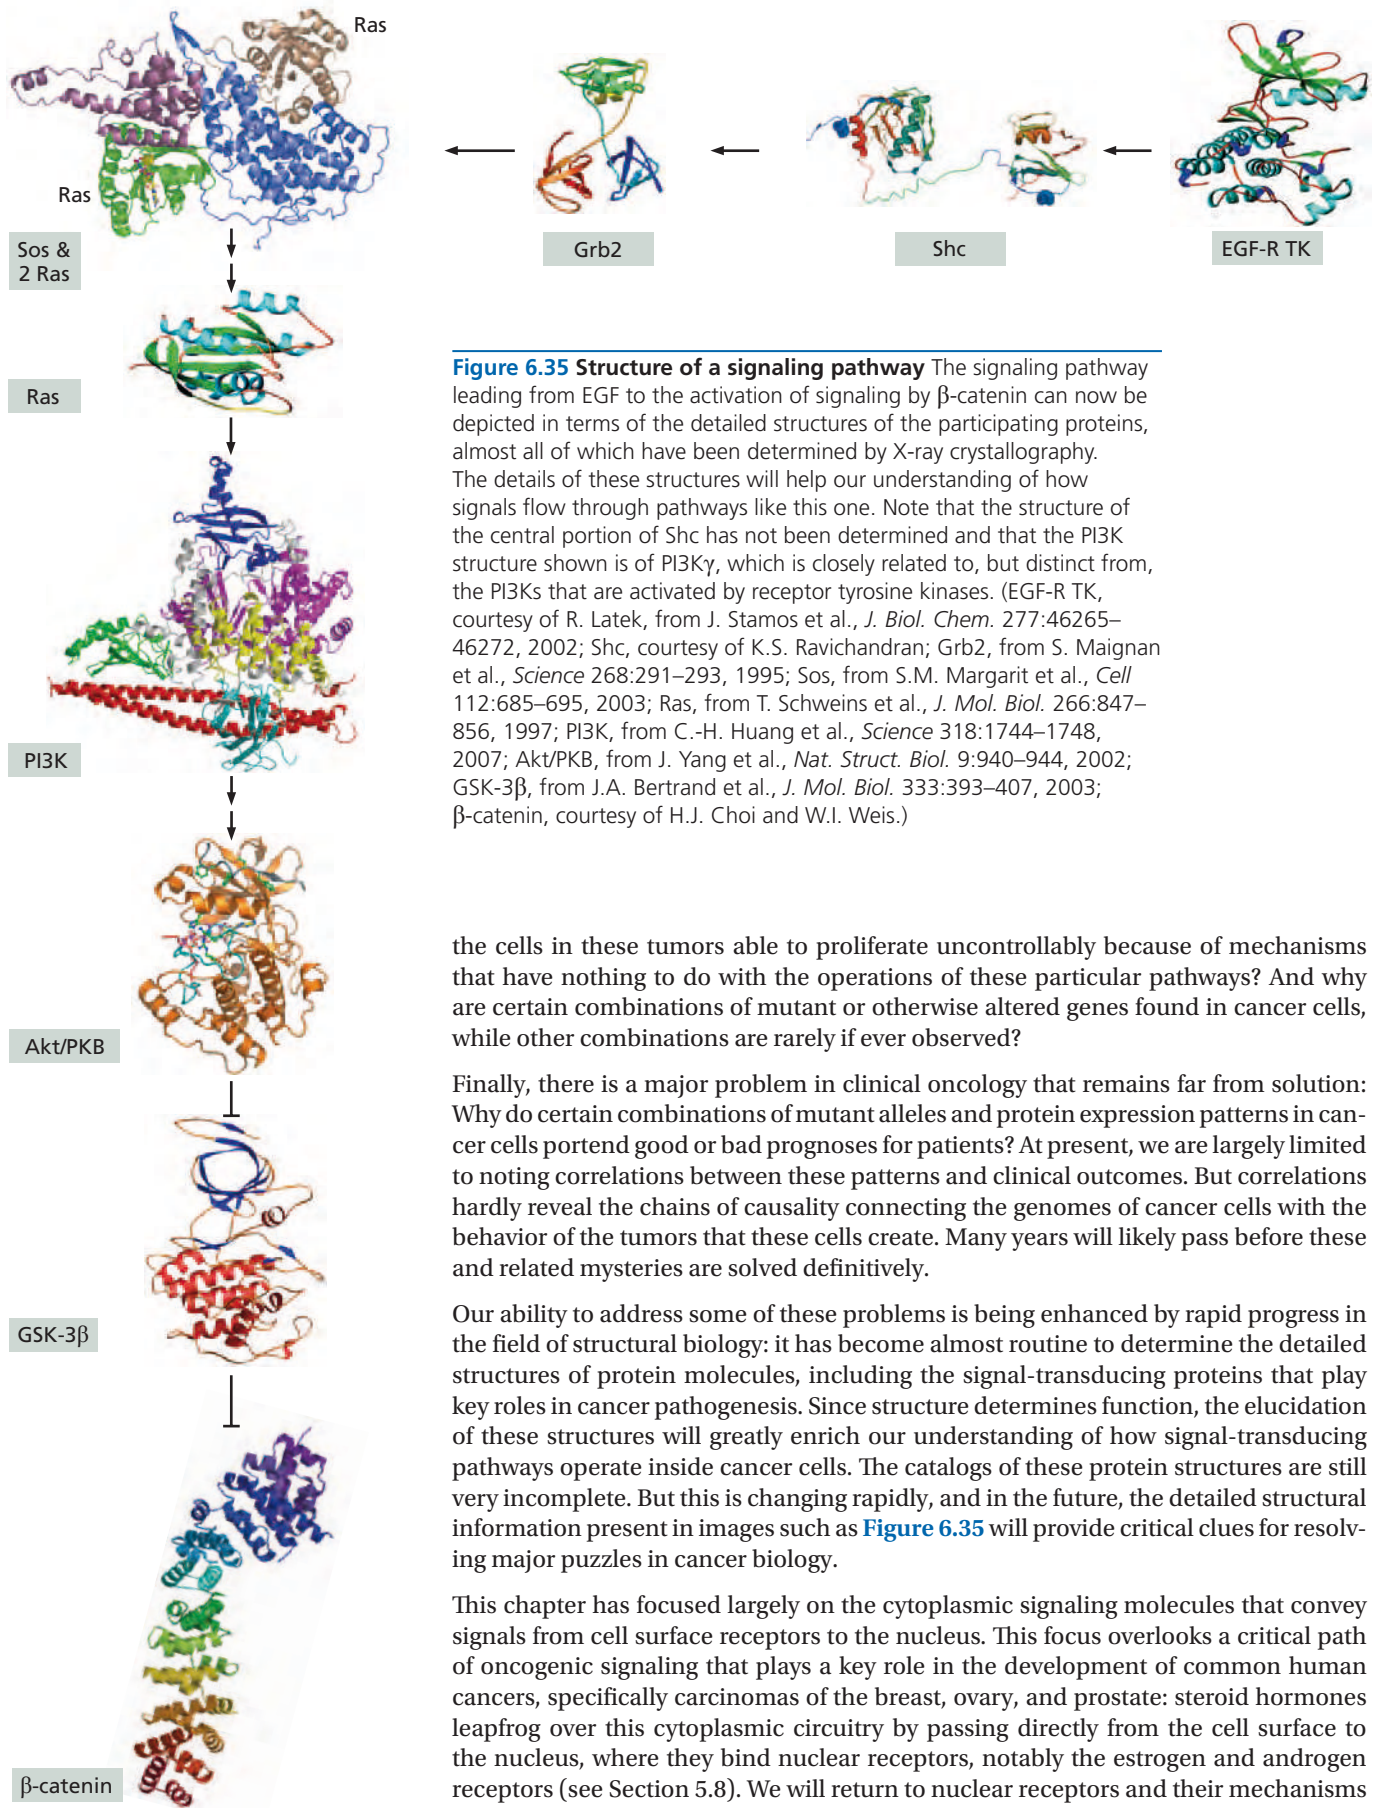 Ras
Ras
Sos &
2 Ras
Grb2
Shc
EGF-R TK
Ras
PI3K
Akt/PKB
GSK-3β
β-catenin
Figure 6.35 Structure of a signaling pathway The signaling pathway
leading from EGF to the activation of signaling by β-catenin can now be
depicted in terms of the detailed structures of the participating proteins,
almost all of which have been determined by X-ray crystallography.
The details of these structures will help our understanding of how
signals flow through pathways like this one. Note that the structure of
the central portion of Shc has not been determined and that the PI3K
structure shown is of PI3Kγ, which is closely related to, but distinct from,
the PI3Ks that are activated by receptor tyrosine kinases. (EGF-R TK,
courtesy of R. Latek, from J. Stamos et al., J. Biol. Chem. 277:46265–
46272, 2002; Shc, courtesy of K.S. Ravichandran; Grb2, from S. Maignan
et al., Science 268:291–293, 1995; Sos, from S.M. Margarit et al., Cell
112:685–695, 2003; Ras, from T. Schweins et al., J. Mol. Biol. 266:847–
856, 1997; PI3K, from C.-H. Huang et al., Science 318:1744–1748,
2007; Akt/PKB, from J. Yang et al., Nat. Struct. Biol. 9:940–944, 2002;
GSK-3β, from J.A. Bertrand et al., J. Mol. Biol. 333:393–407, 2003;
β-catenin, courtesy of H.J. Choi and W.I. Weis.)
the cells in these tumors able to proliferate uncontrollably because of mechanisms
that have nothing to do with the operations of these particular pathways? And why
are certain combinations of mutant or otherwise altered genes found in cancer cells,
while other combinations are rarely if ever observed?
Finally, there is a major problem in clinical oncology that remains far from solution:
Why do certain combinations of mutant alleles and protein expression patterns in can-
cer cells portend good or bad prognoses for patients? At present, we are largely limited
to noting correlations between these patterns and clinical outcomes. But correlations
hardly reveal the chains of causality connecting the genomes of cancer cells with the
behavior of the tumors that these cells create. Many years will likely pass before these
and related mysteries are solved definitively.
Our ability to address some of these problems is being enhanced by rapid progress in
the field of structural biology: it has become almost routine to determine the detailed
structures of protein molecules, including the signal-transducing proteins that play
key roles in cancer pathogenesis. Since structure determines function, the elucidation
of these structures will greatly enrich our understanding of how signal-transducing
pathways operate inside cancer cells. The catalogs of these protein structures are still
very incomplete. But this is changing rapidly, and in the future, the detailed structural
information present in images such as Figure 6.35 will provide critical clues for resolv-
ing major puzzles in cancer biology.
This chapter has focused largely on the cytoplasmic signaling molecules that convey
signals from cell surface receptors to the nucleus. This focus overlooks a critical path
of oncogenic signaling that plays a key role in the development of common human
cancers, specifically carcinomas of the breast, ovary, and prostate: steroid hormones
leapfrog over this cytoplasmic circuitry by passing directly from the cell surface to
the nucleus, where they bind nuclear receptors, notably the estrogen and androgen
receptors (see Section 5.8). We will return to nuclear receptors and their mechanisms